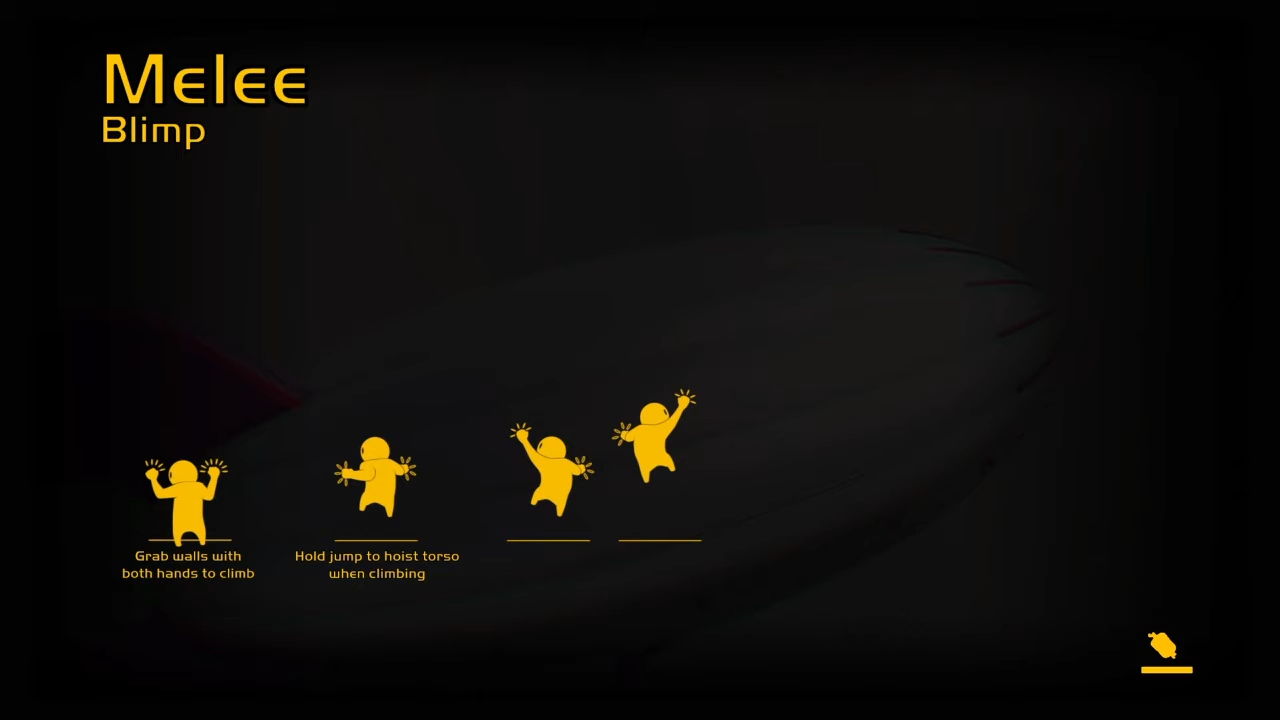 Melee
Blimp
Grab walls with
both hands to climb
Hold jump to hoist torso
when climbing